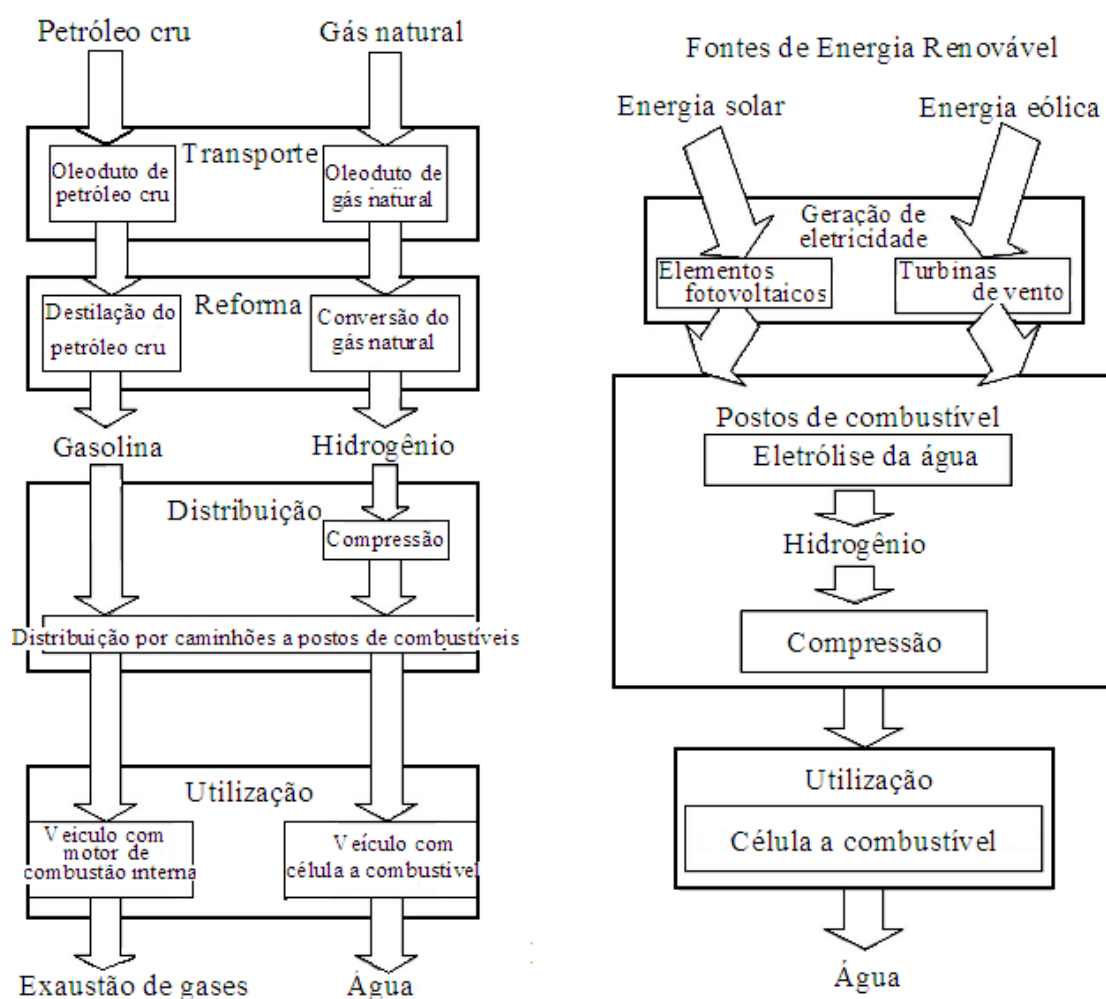 Petróleo cru
Gás natural
Transporte
Oleoduto de
petróleo cru
Oleoduto de
gás natural
Reforma
Destilação do
petróleo cru
Conversão do
gás natural
Gasolina
Hidrogênio
Distribuição
Compressão
Distribuição por caminhões a postos de combustíveis
Utilização
Veículo com
motor de
combustão interna
Veículo com
célula a combustível
Exaustão de gases
Água
Fontes de Energia Renovável
Energia solar
Energia eólica
Geração de
eletricidade
Elementos
fotovoltaicos
Turbinas
de vento
Postos de combustível
Eletrólise da água
Hidrogênio
Compressão
Utilização
Célula a combustível
Água